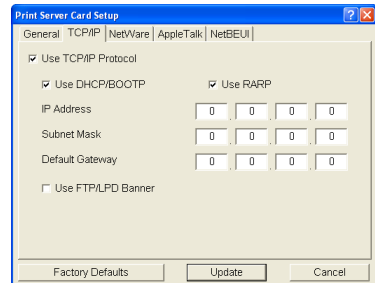 Print Server Card Setup
General TCP/IP NetWare AppleTalk NetBEUI
Use TCP/IP Protocol
Use DHCP/BOOTP Use RARP
IP Address 0 . 0 . 0 . 0
Subnet Mask 0 . 0 . 0 . 0
Default Gateway 0 . 0 . 0 . 0
Use FTP/LPD Banner
Factory Defaults Update Cancel